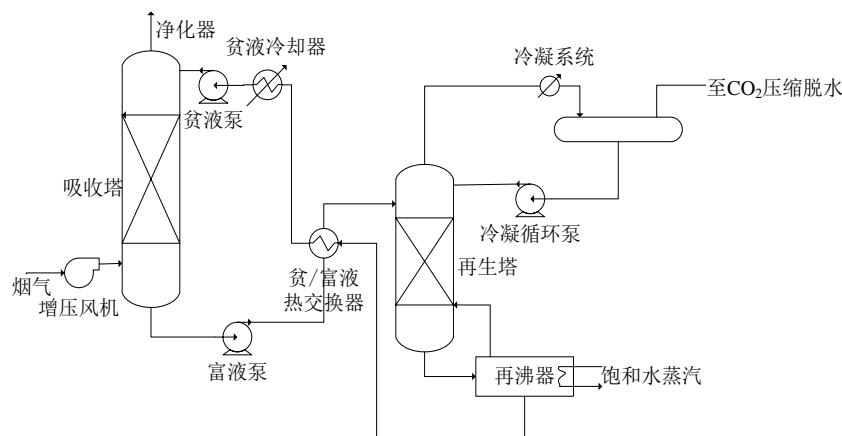 净化器
贫液冷却器
贫液泵
吸收塔
烟气
增压风机
富液泵
贫/富液
热交换器
冷凝系统
至CO₂压缩脱水
冷凝循环泵
再生塔
再沸器
饱和水蒸汽